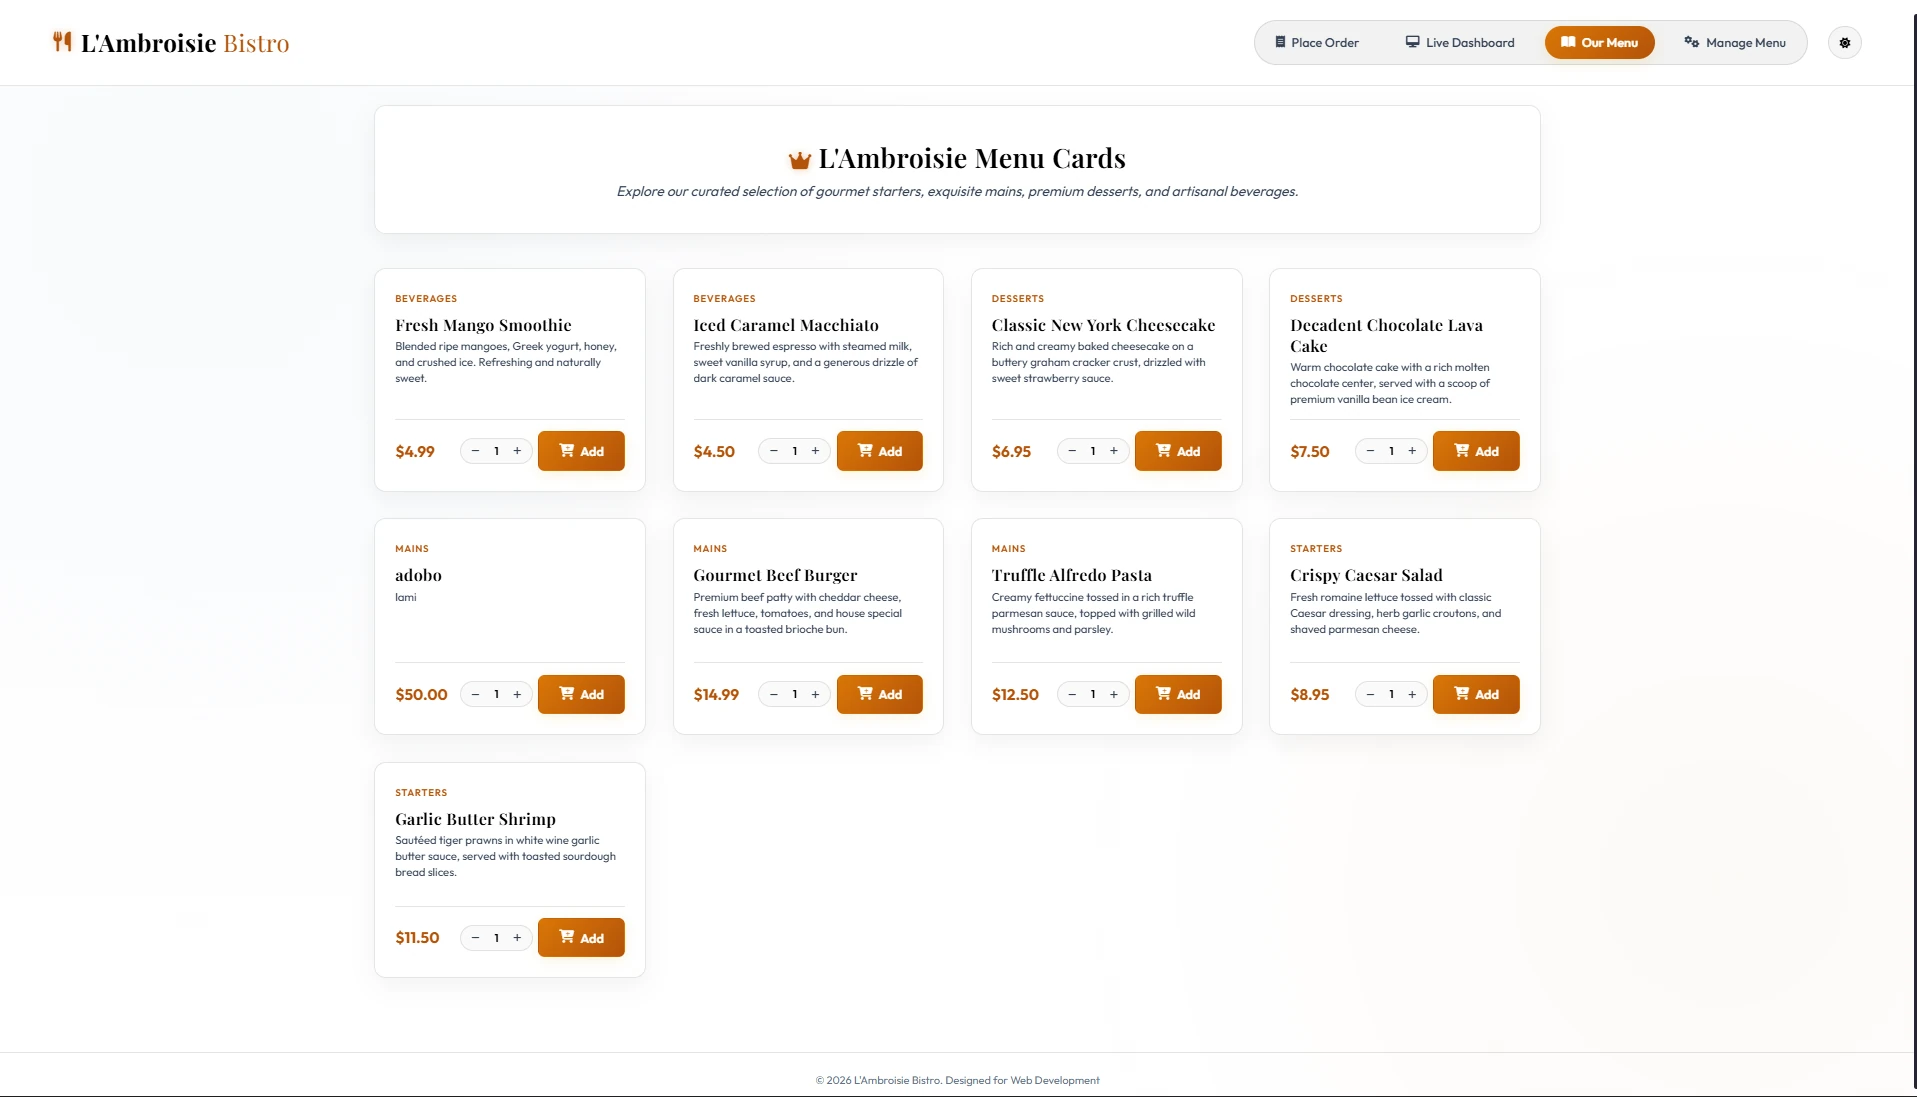 L'Ambroisie Bistro
Place Order
Live Dashboard
Our Menu
Manage Menu
L'Ambroisie Menu Cards
Explore our curated selection of gourmet starters, exquisite mains, premium desserts, and artisanal beverages.
BEVERAGES
Fresh Mango Smoothie
Blended ripe mangoes, Greek yogurt, honey,
and crushed ice. Refreshing and naturally
sweet.
$4.99 − 1 + Add
BEVERAGES
Iced Caramel Macchiato
Freshly brewed espresso with steamed milk,
sweet vanilla syrup, and a generous drizzle of
dark caramel sauce.
$4.50 − 1 + Add
DESSERTS
Classic New York Cheesecake
Rich and creamy baked cheesecake on a
buttery graham cracker crust, drizzled with
sweet strawberry sauce.
$6.95 − 1 + Add
DESSERTS
Decadent Chocolate Lava
Cake
Warm chocolate cake with a rich molten
chocolate center, served with a scoop of
premium vanilla bean ice cream.
$7.50 − 1 + Add
MAINS
adobo
lami
$50.00 − 1 + Add
MAINS
Gourmet Beef Burger
Premium beef patty with cheddar cheese,
fresh lettuce, tomatoes, and house special
sauce in a toasted brioche bun.
$14.99 − 1 + Add
MAINS
Truffle Alfredo Pasta
Creamy fettuccine tossed in a rich truffle
parmesan sauce, topped with grilled wild
mushrooms and parsley.
$12.50 − 1 + Add
STARTERS
Crispy Caesar Salad
Fresh romaine lettuce tossed with classic
Caesar dressing, herb garlic croutons, and
shaved parmesan cheese.
$8.95 − 1 + Add
STARTERS
Garlic Butter Shrimp
Sautéed tiger prawns in white wine garlic
butter sauce, served with toasted sourdough
bread slices.
$11.50 − 1 + Add
© 2026 L'Ambroisie Bistro. Designed for Web Development